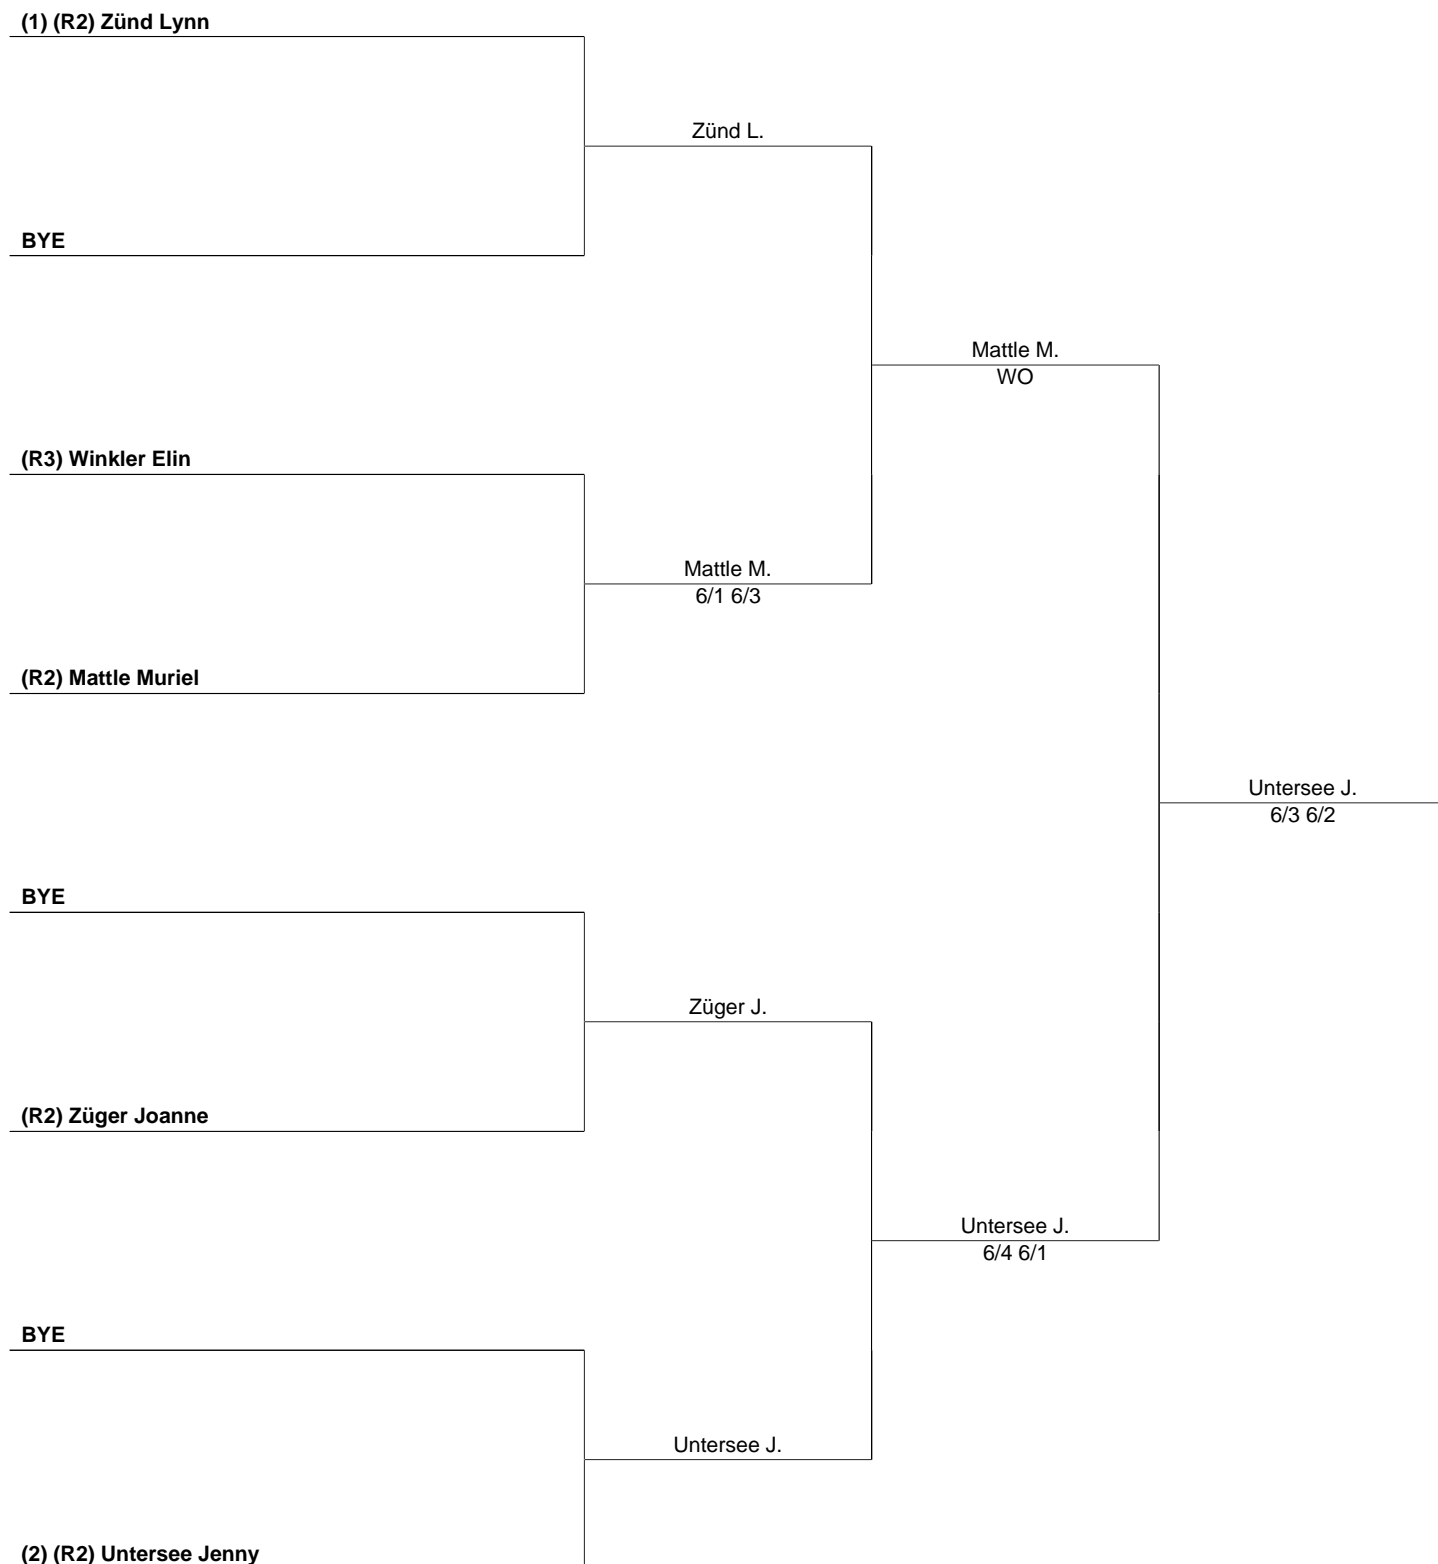 (1) (R2) Zünd Lynn
Zünd L.
BYE
Mattle M.
WO
(R3) Winkler Elin
Mattle M.
6/1 6/3
(R2) Mattle Muriel
Untersee J.
6/3 6/2
BYE
Züger J.
(R2) Züger Joanne
Untersee J.
6/4 6/1
BYE
Untersee J.
(2) (R2) Untersee Jenny